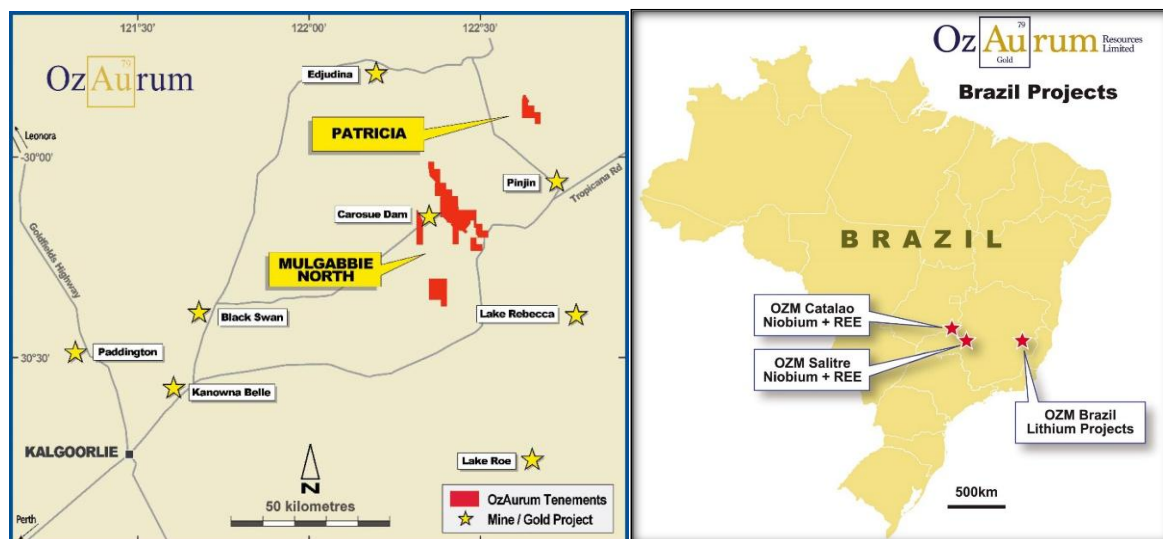 121°30'
122°00'
122°30'
79
OzAurum
Edjudina
PATRICIA
Leonora
-30°00'
Pinjin
Tropicana Rd
Carosue Dam
Goldfields Highway
MULGABBIE
NORTH
Black Swan
Lake Rebecca
Paddington
-30°30'
Kanowna Belle
KALGOORLIE
Lake Roe
N
50 kilometres
OzAurum Tenements
Mine / Gold Project
Perth
79
OzAurum Resources
Limited
Gold
Brazil Projects
BRAZIL
OZM Catalao
Niobium + REE
OZM Salitre
Niobium + REE
OZM Brazil
Lithium Projects
500km